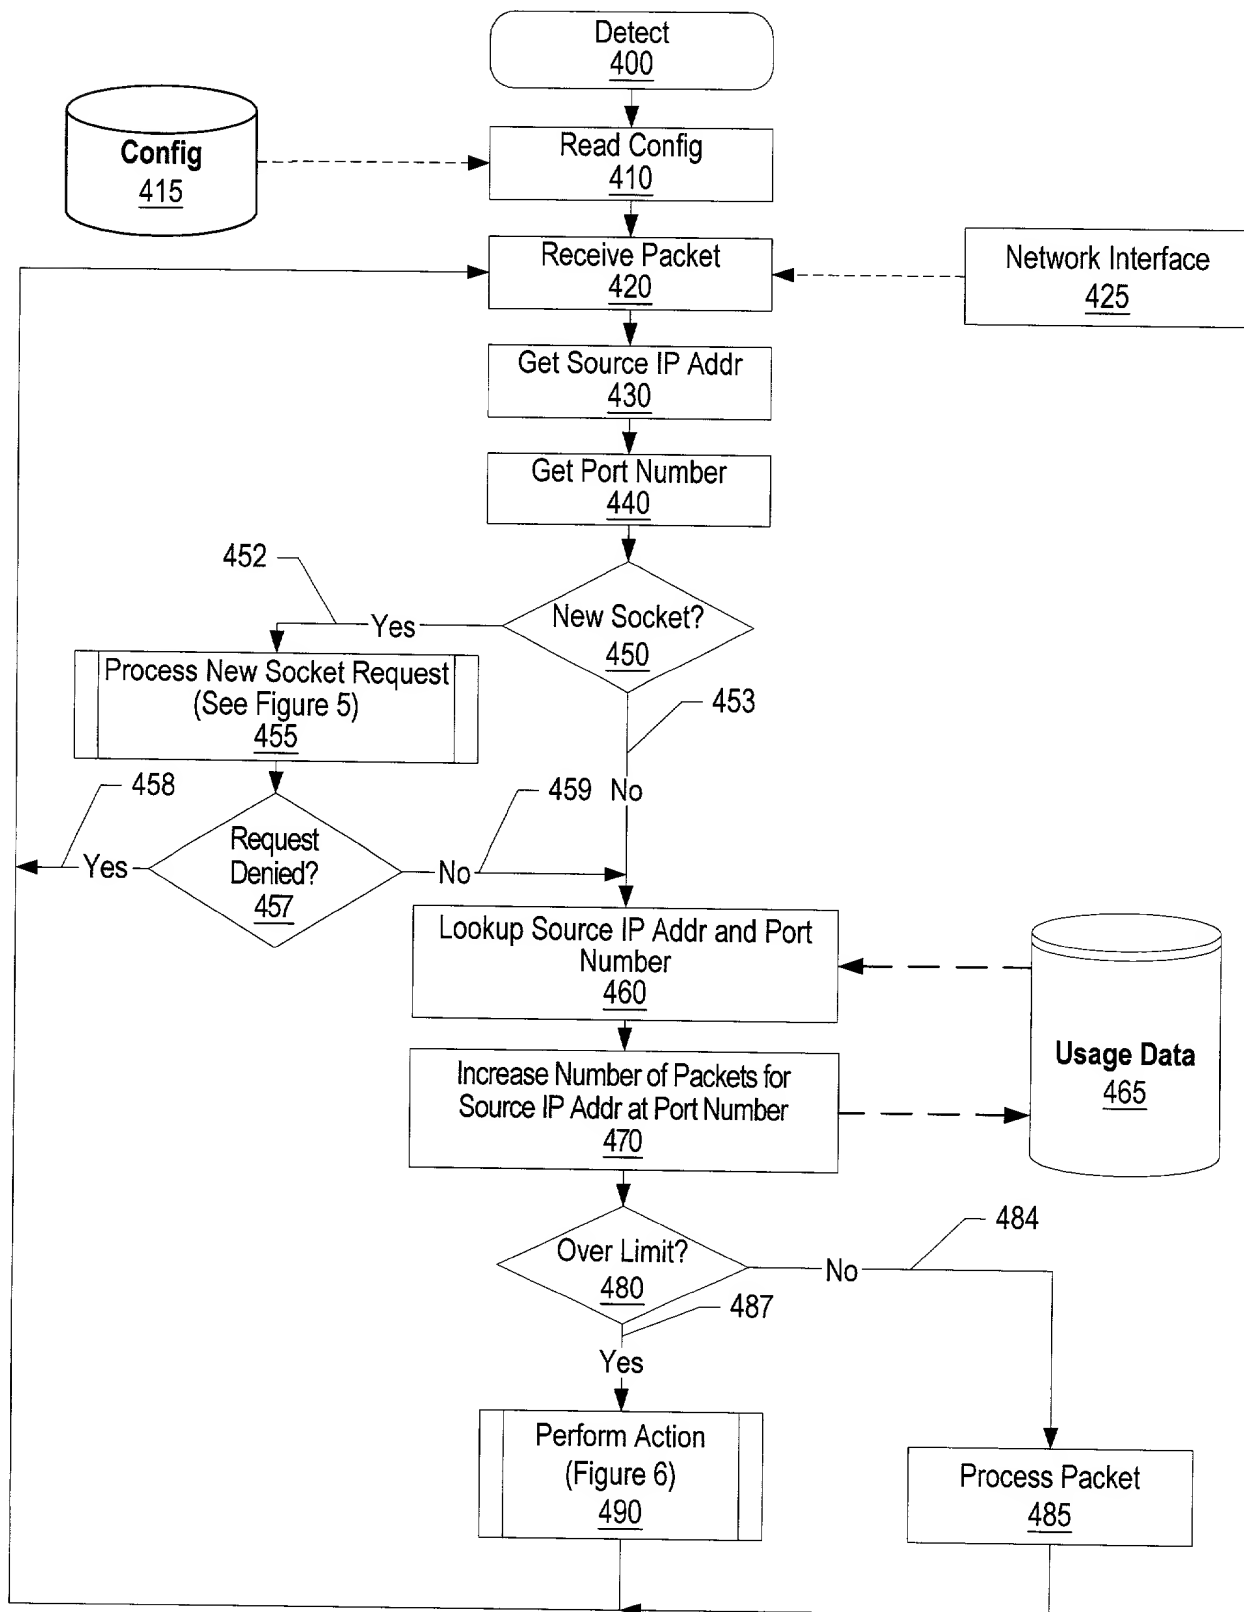 Detect
400
Config
415
Read Config
410
Receive Packet
420
Network Interface
425
Get Source IP Addr
430
Get Port Number
440
452
Yes
New Socket?
450
Process New Socket Request
(See Figure 5)
455
453
458
459
No
Request
Denied?
457
Yes
No
Lookup Source IP Addr and Port
Number
460
Usage Data
465
Increase Number of Packets for
Source IP Addr at Port Number
470
Over Limit?
480
No
484
487
Yes
Perform Action
(Figure 6)
490
Process Packet
485